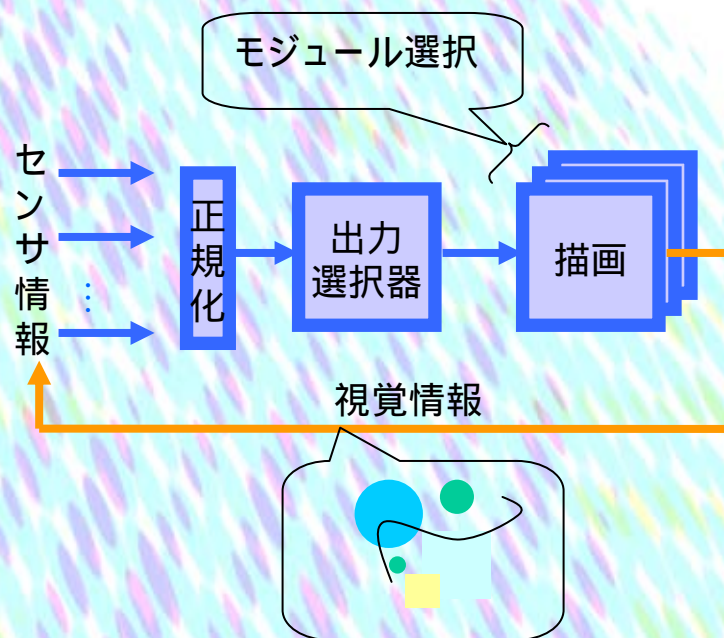 モジュール選択
センサ情報
⋮
正規化
出力
選択器
描画
視覚情報